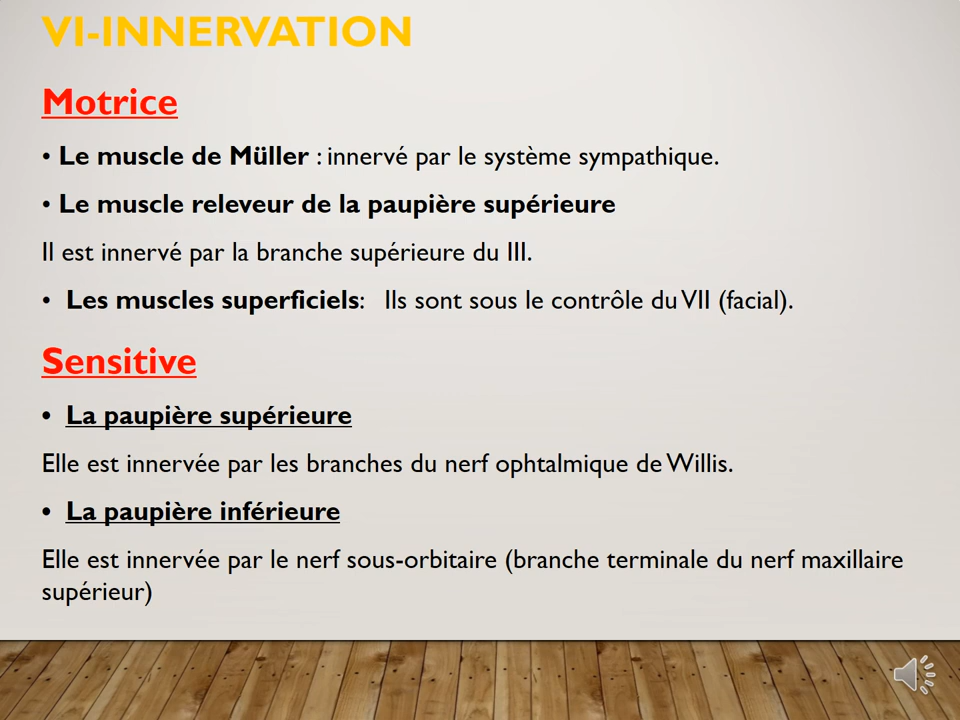 VI-INNERVATION
Motrice
• Le muscle de Müller : innervé par le système sympathique.
• Le muscle releveur de la paupière supérieure
Il est innervé par la branche supérieure du III.
• Les muscles superficiels: Ils sont sous le contrôle du VII (facial).
Sensitive
• La paupière supérieure
Elle est innervée par les branches du nerf ophtalmique de Willis.
• La paupière inférieure
Elle est innervée par le nerf sous-orbitaire (branche terminale du nerf maxillaire
supérieur)